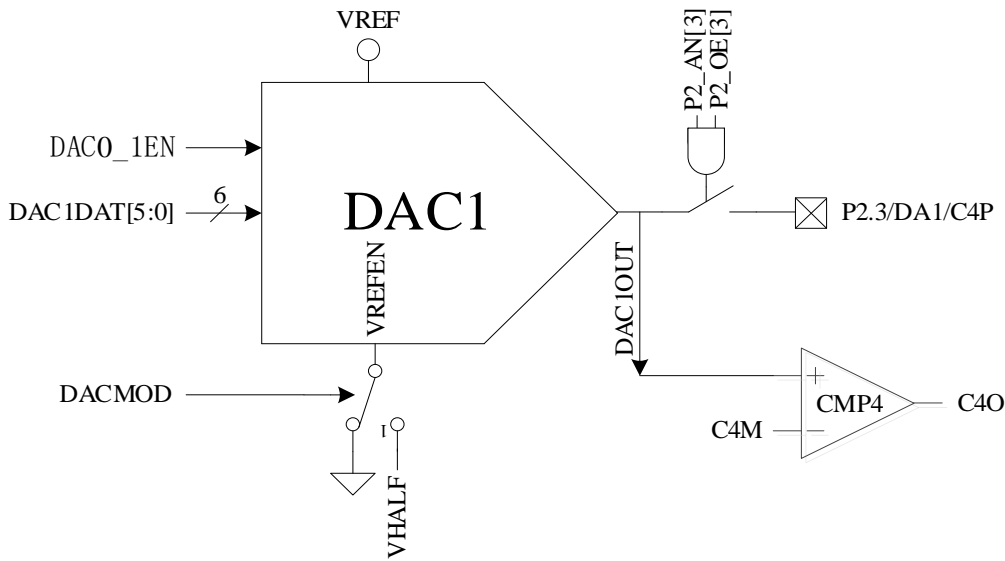 VREF
P2_AN[3]
P2_OE[3]
DAC0_1EN
DAC1DAT[5:0]
6
DAC1
VREFEN
P2.3/DA1/C4P
DAC1OUT
DACMOD
1
VHALF
+
CMP4
C4M
C4O